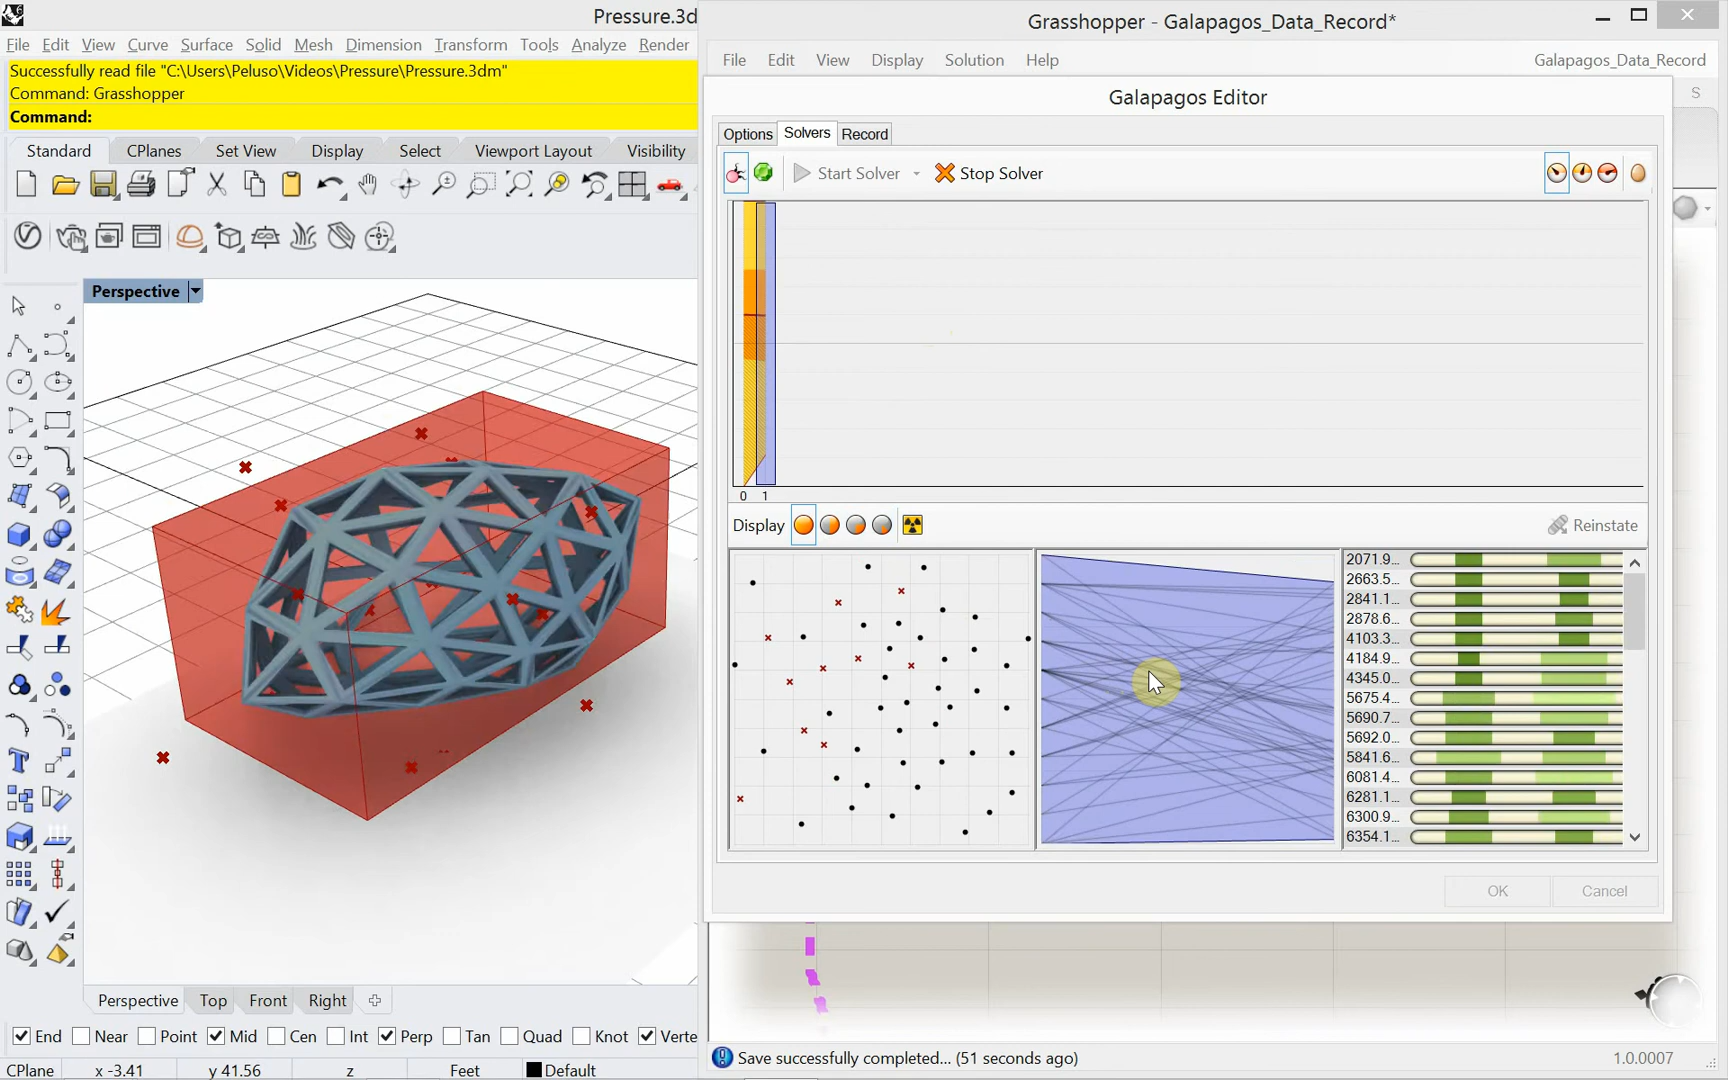 Pressure.3d
File Edit View Curve Surface Solid Mesh Dimension Transform Tools Analyze Render
Successfully read file "C:\Users\Peluso\Videos\Pressure\Pressure.3dm"
Command: Grasshopper
Command:
Standard CPlanes Set View Display Select Viewport Layout Visibility
Perspective
Perspective Top Front Right
End Near Point Mid Cen Int Perp Tan Quad Knot Verte
CPlane x -3.41 y 41.56 z Feet Default
Grasshopper - Galapagos_Data_Record*
File Edit View Display Solution Help Galapagos_Data_Record
S
Galapagos Editor
Options Solvers Record
Start Solver Stop Solver
0 1
Display Reinstate
2071.9...
2663.5...
2841.1...
2878.6...
4103.3...
4184.9...
4345.0...
5675.4...
5690.7...
5692.0...
5841.6...
6081.4...
6281.1...
6300.9...
6354.1...
OK Cancel
Save successfully completed... (51 seconds ago) 1.0.0007